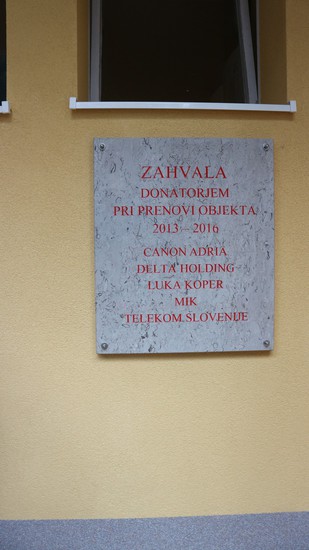 ZAHVALA
DONATORJEM
PRI PRENOVI OBJEKTA
2013 – 2016
CANON ADRIA
DELTA HOLDING
LUKA KOPER
MIK
TELEKOM SLOVENIJE